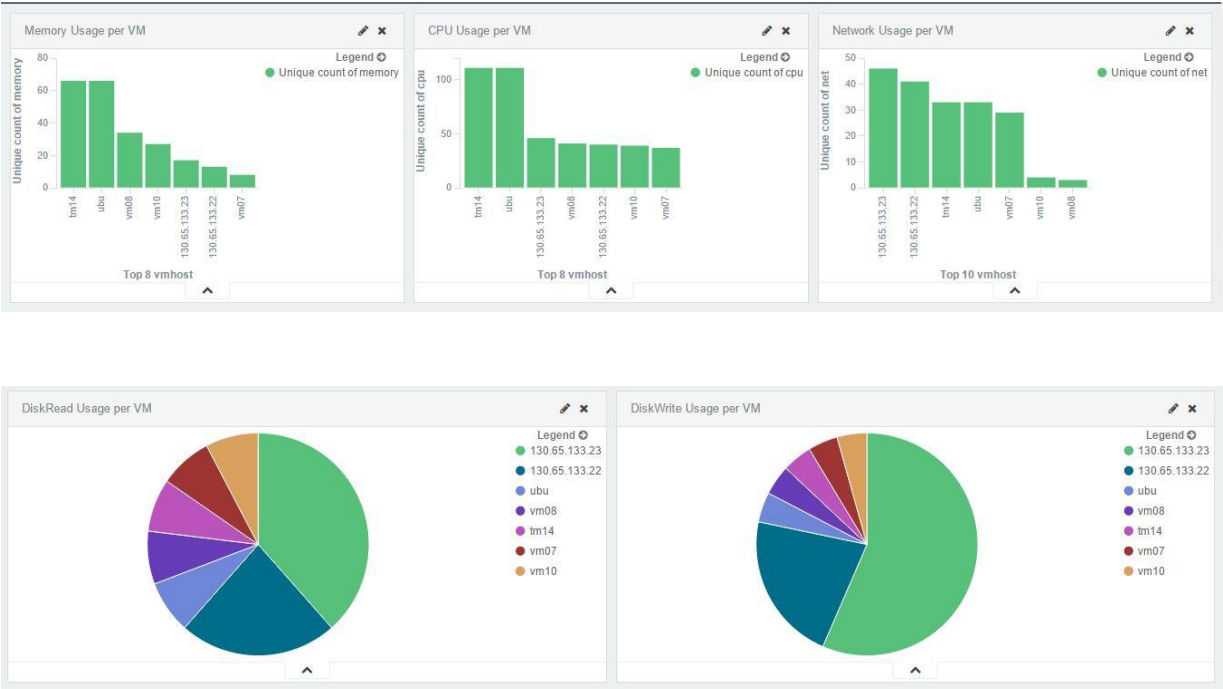 Memory Usage per VM
Legend
Unique count of memory
Unique count of memory
80
60
40
20
0
tm14
ubu
vm08
vm10
130.65.133.23
130.65.133.22
vm07
Top 8 vmhost
CPU Usage per VM
Legend
Unique count of cpu
Unique count of cpu
100
50
0
tm14
ubu
130.65.133.23
vm08
130.65.133.22
vm10
vm07
Top 8 vmhost
Network Usage per VM
Legend
Unique count of net
Unique count of net
50
40
30
20
10
0
130.65.133.23
130.65.133.22
tm14
ubu
vm07
vm10
vm08
Top 10 vmhost
DiskRead Usage per VM
Legend
130.65.133.23
130.65.133.22
ubu
vm08
tm14
vm07
vm10
DiskWrite Usage per VM
Legend
130.65.133.23
130.65.133.22
ubu
vm08
tm14
vm07
vm10